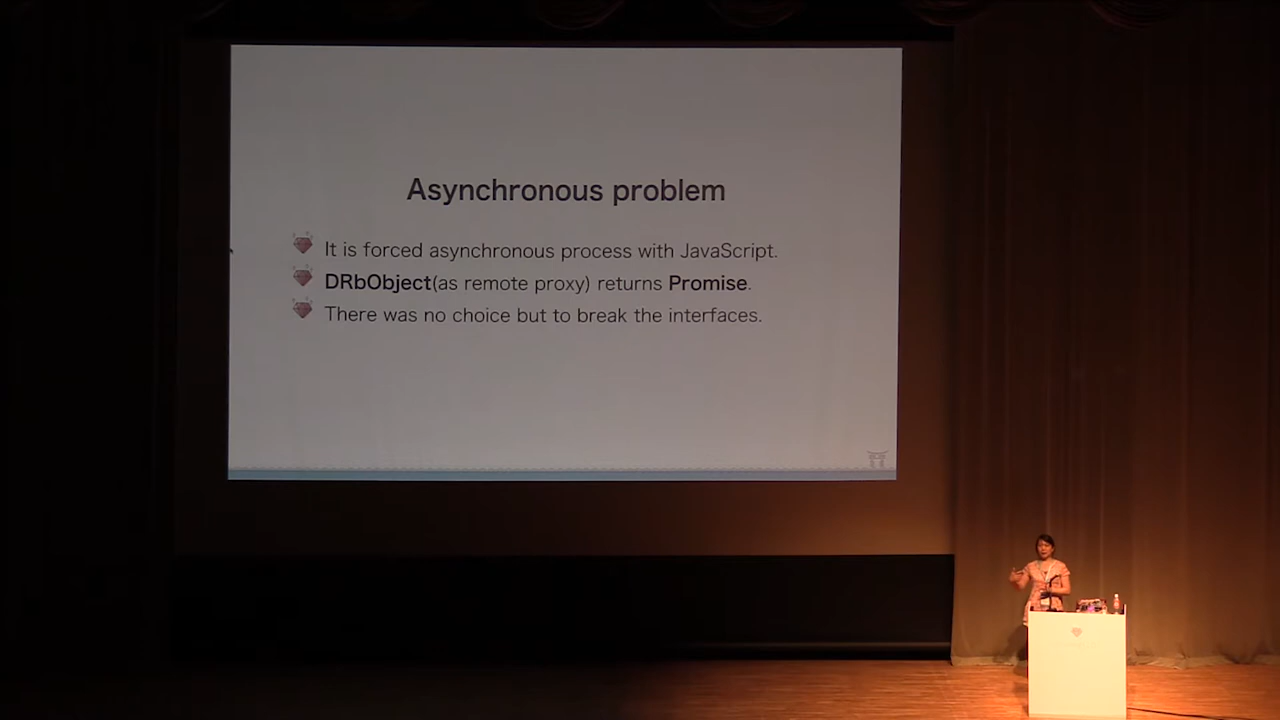 Asynchronous problem
It is forced asynchronous process with JavaScript.
DRbObject(as remote proxy) returns Promise.
There was no choice but to break the interfaces.